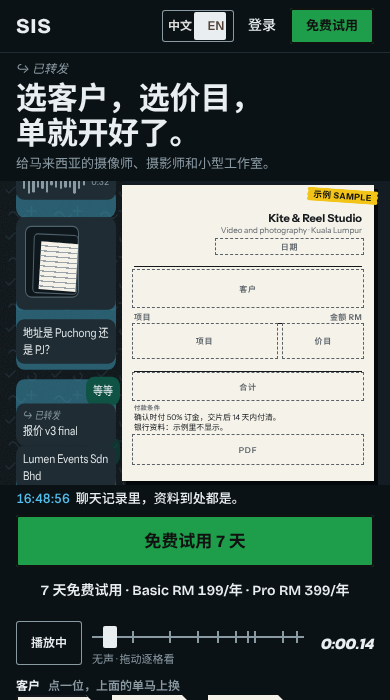 SIS
中文 EN 登录 免费试用
↪ 已转发
选客户，选价目，
单就开好了。
给马来西亚的摄像师、摄影师和小型工作室。
0:32
地址是 Puchong 还
是 PJ?
等等
↪ 已转发
报价 v3 final
Lumen Events Sdn
Bhd
示例 SAMPLE
Kite & Reel Studio
Video and photography · Kuala Lumpur
日期
客户
项目 金额 RM
项目 价目
合计
付款条件
确认时付 50% 订金，交片后 14 天内付清。
银行资料：示例里不显示。
PDF
16:48:56 聊天记录里，资料到处都是。
免费试用 7 天
7 天免费试用 · Basic RM 199/年 · Pro RM 399/年
播放中
无声 · 拖动逐格看
0:00.14
客户 点一位，上面的单马上换